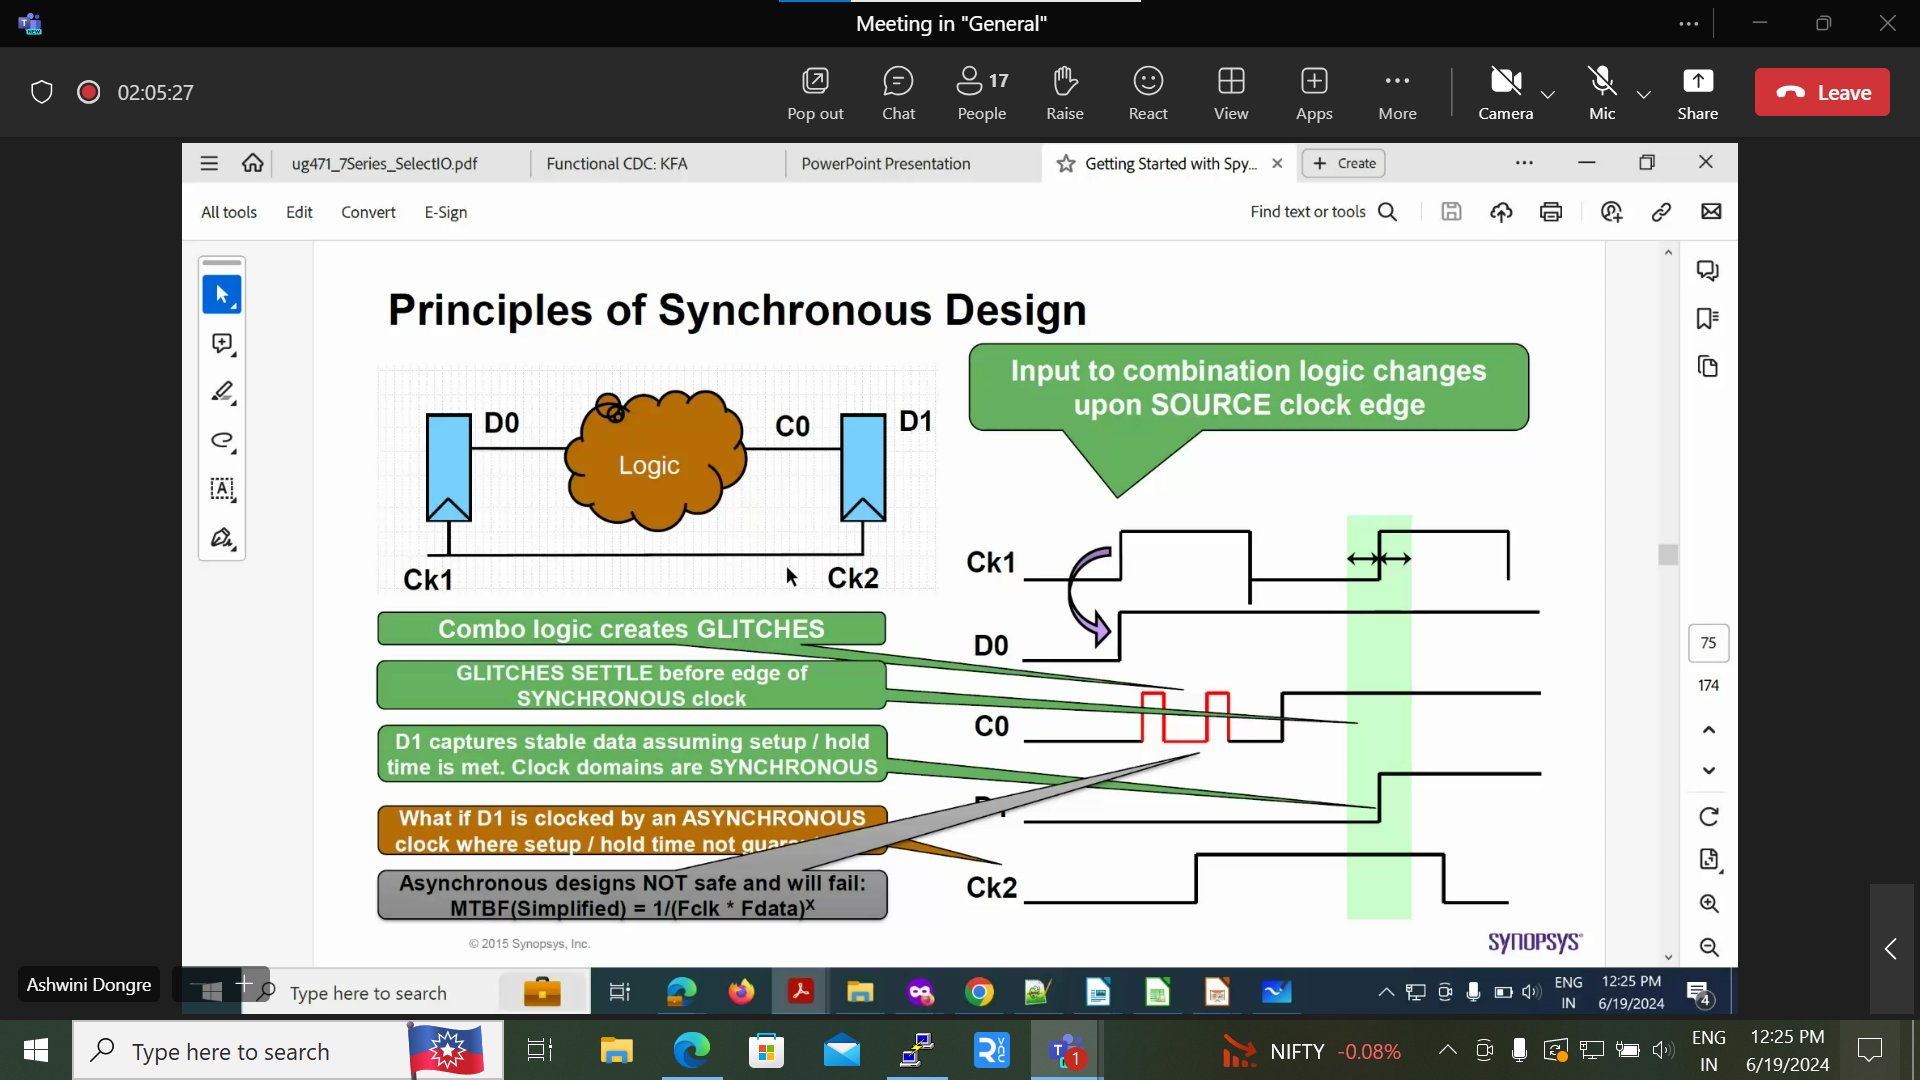 Meeting in "General"
02:05:27
Pop out
Chat
17
People
Raise
React
View
Apps
More
Camera
Mic
Share
Leave
ug471_7Series_SelectIO.pdf
Functional CDC: KFA
PowerPoint Presentation
Getting Started with Spy...
Create
All tools
Edit
Convert
E-Sign
Find text or tools
Principles of Synchronous Design
D0
Logic
C0
D1
Ck1
Ck2
Input to combination logic changes
upon SOURCE clock edge
Combo logic creates GLITCHES
GLITCHES SETTLE before edge of
SYNCHRONOUS clock
D1 captures stable data assuming setup / hold
time is met. Clock domains are SYNCHRONOUS
What if D1 is clocked by an ASYNCHRONOUS
clock where setup / hold time not
Asynchronous designs NOT safe and will fail:
MTBF(Simplified) = 1/(Fclk * Fdata)ˣ
Ck1
D0
C0
Ck2
© 2015 Synopsys, Inc.
SYNOPSYS®
75
174
Ashwini Dongre
Type here to search
ENG
IN
12:25 PM
6/19/2024
4
Type here to search
NEW
1
NIFTY -0.08%
ENG
IN
12:25 PM
6/19/2024